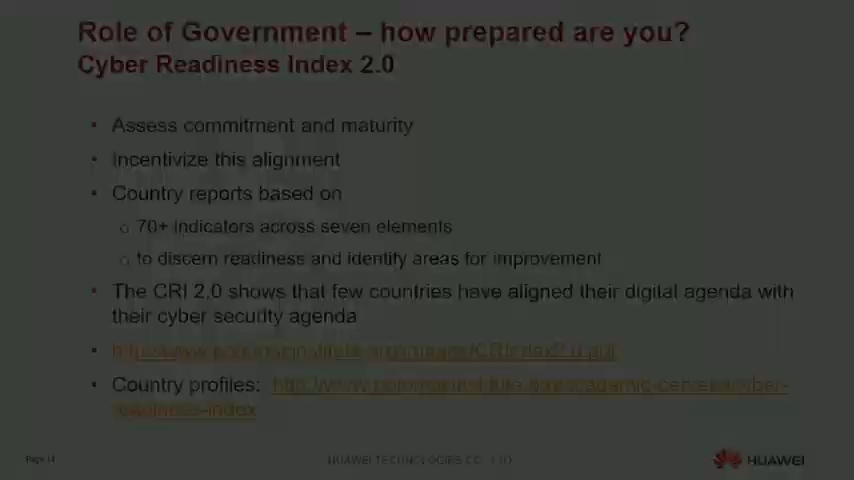 Role of Government – how prepared are you?
Cyber Readiness Index 2.0
• Assess commitment and maturity
• Incentivize this alignment
• Country reports based on
o 70+ indicators across seven elements
o to discern readiness and identify areas for improvement
• The CRI 2.0 shows that few countries have aligned their digital agenda with
their cyber security agenda
• Country profiles:
readiness-index
HUAWEI TECHNOLOGIES CO., LTD.
HUAWEI